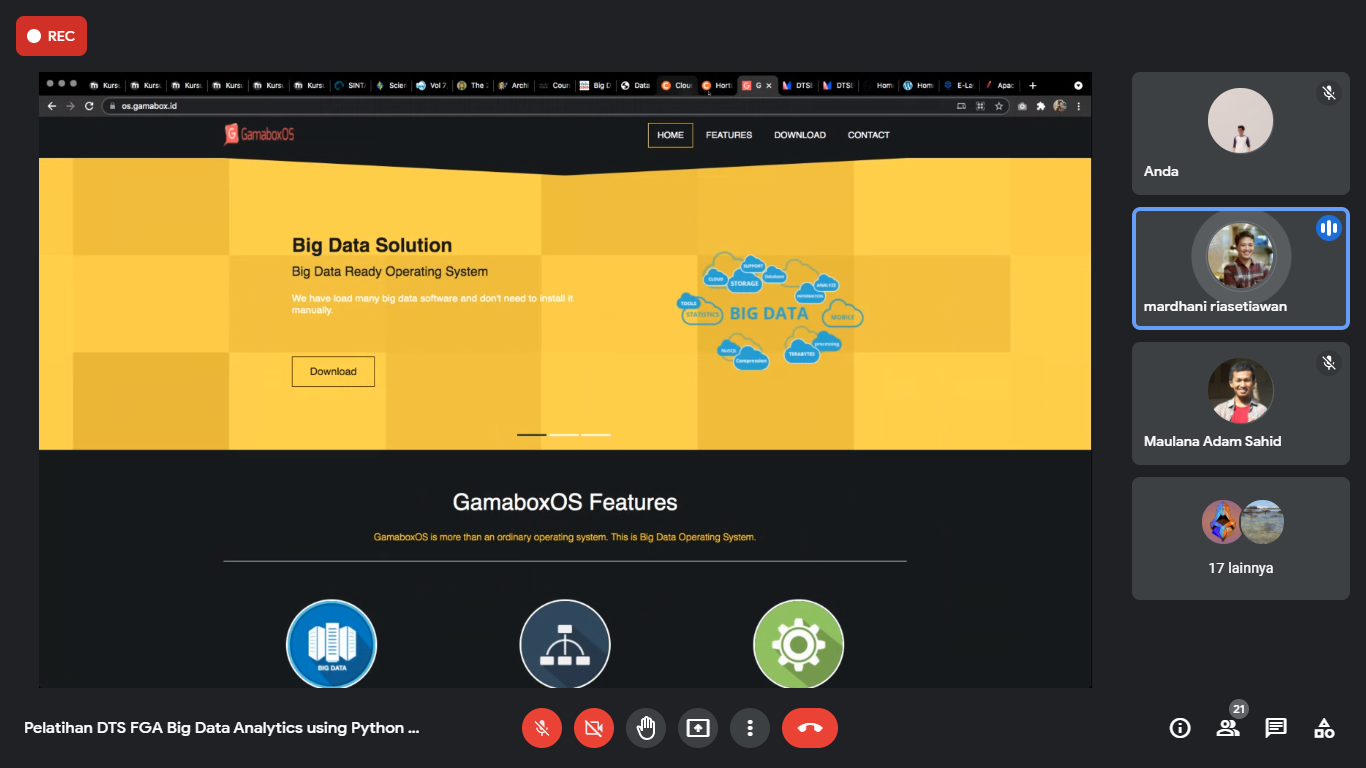 REC
Kurs
Kurs
Kurs
Kurs
Kurs
Kurs
SINT
Scie
Vol 7
The
Archi
Cour
Big D
Data
Clou
Hort
G
DTS
DTS
Hom
Hom
E-La
Apac
os.gamabox.id
GamaboxOS
HOME FEATURES DOWNLOAD CONTACT
Big Data Solution
Big Data Ready Operating System
We have load many big data software and don't need to install it
manually.
Download
SUPPORT
CLOUD
STORAGE
Database
ANALYZE
INFORMATION
TOOLS
STATISTICS
BIG DATA
MOBILE
NoSQL
Compression
TERABYTES
processing
GamaboxOS Features
GamaboxOS is more than an ordinary operating system. This is Big Data Operating System.
BIG DATA
Anda
mardhani riasetiawan
Maulana Adam Sahid
17 lainnya
Pelatihan DTS FGA Big Data Analytics using Python ...
21